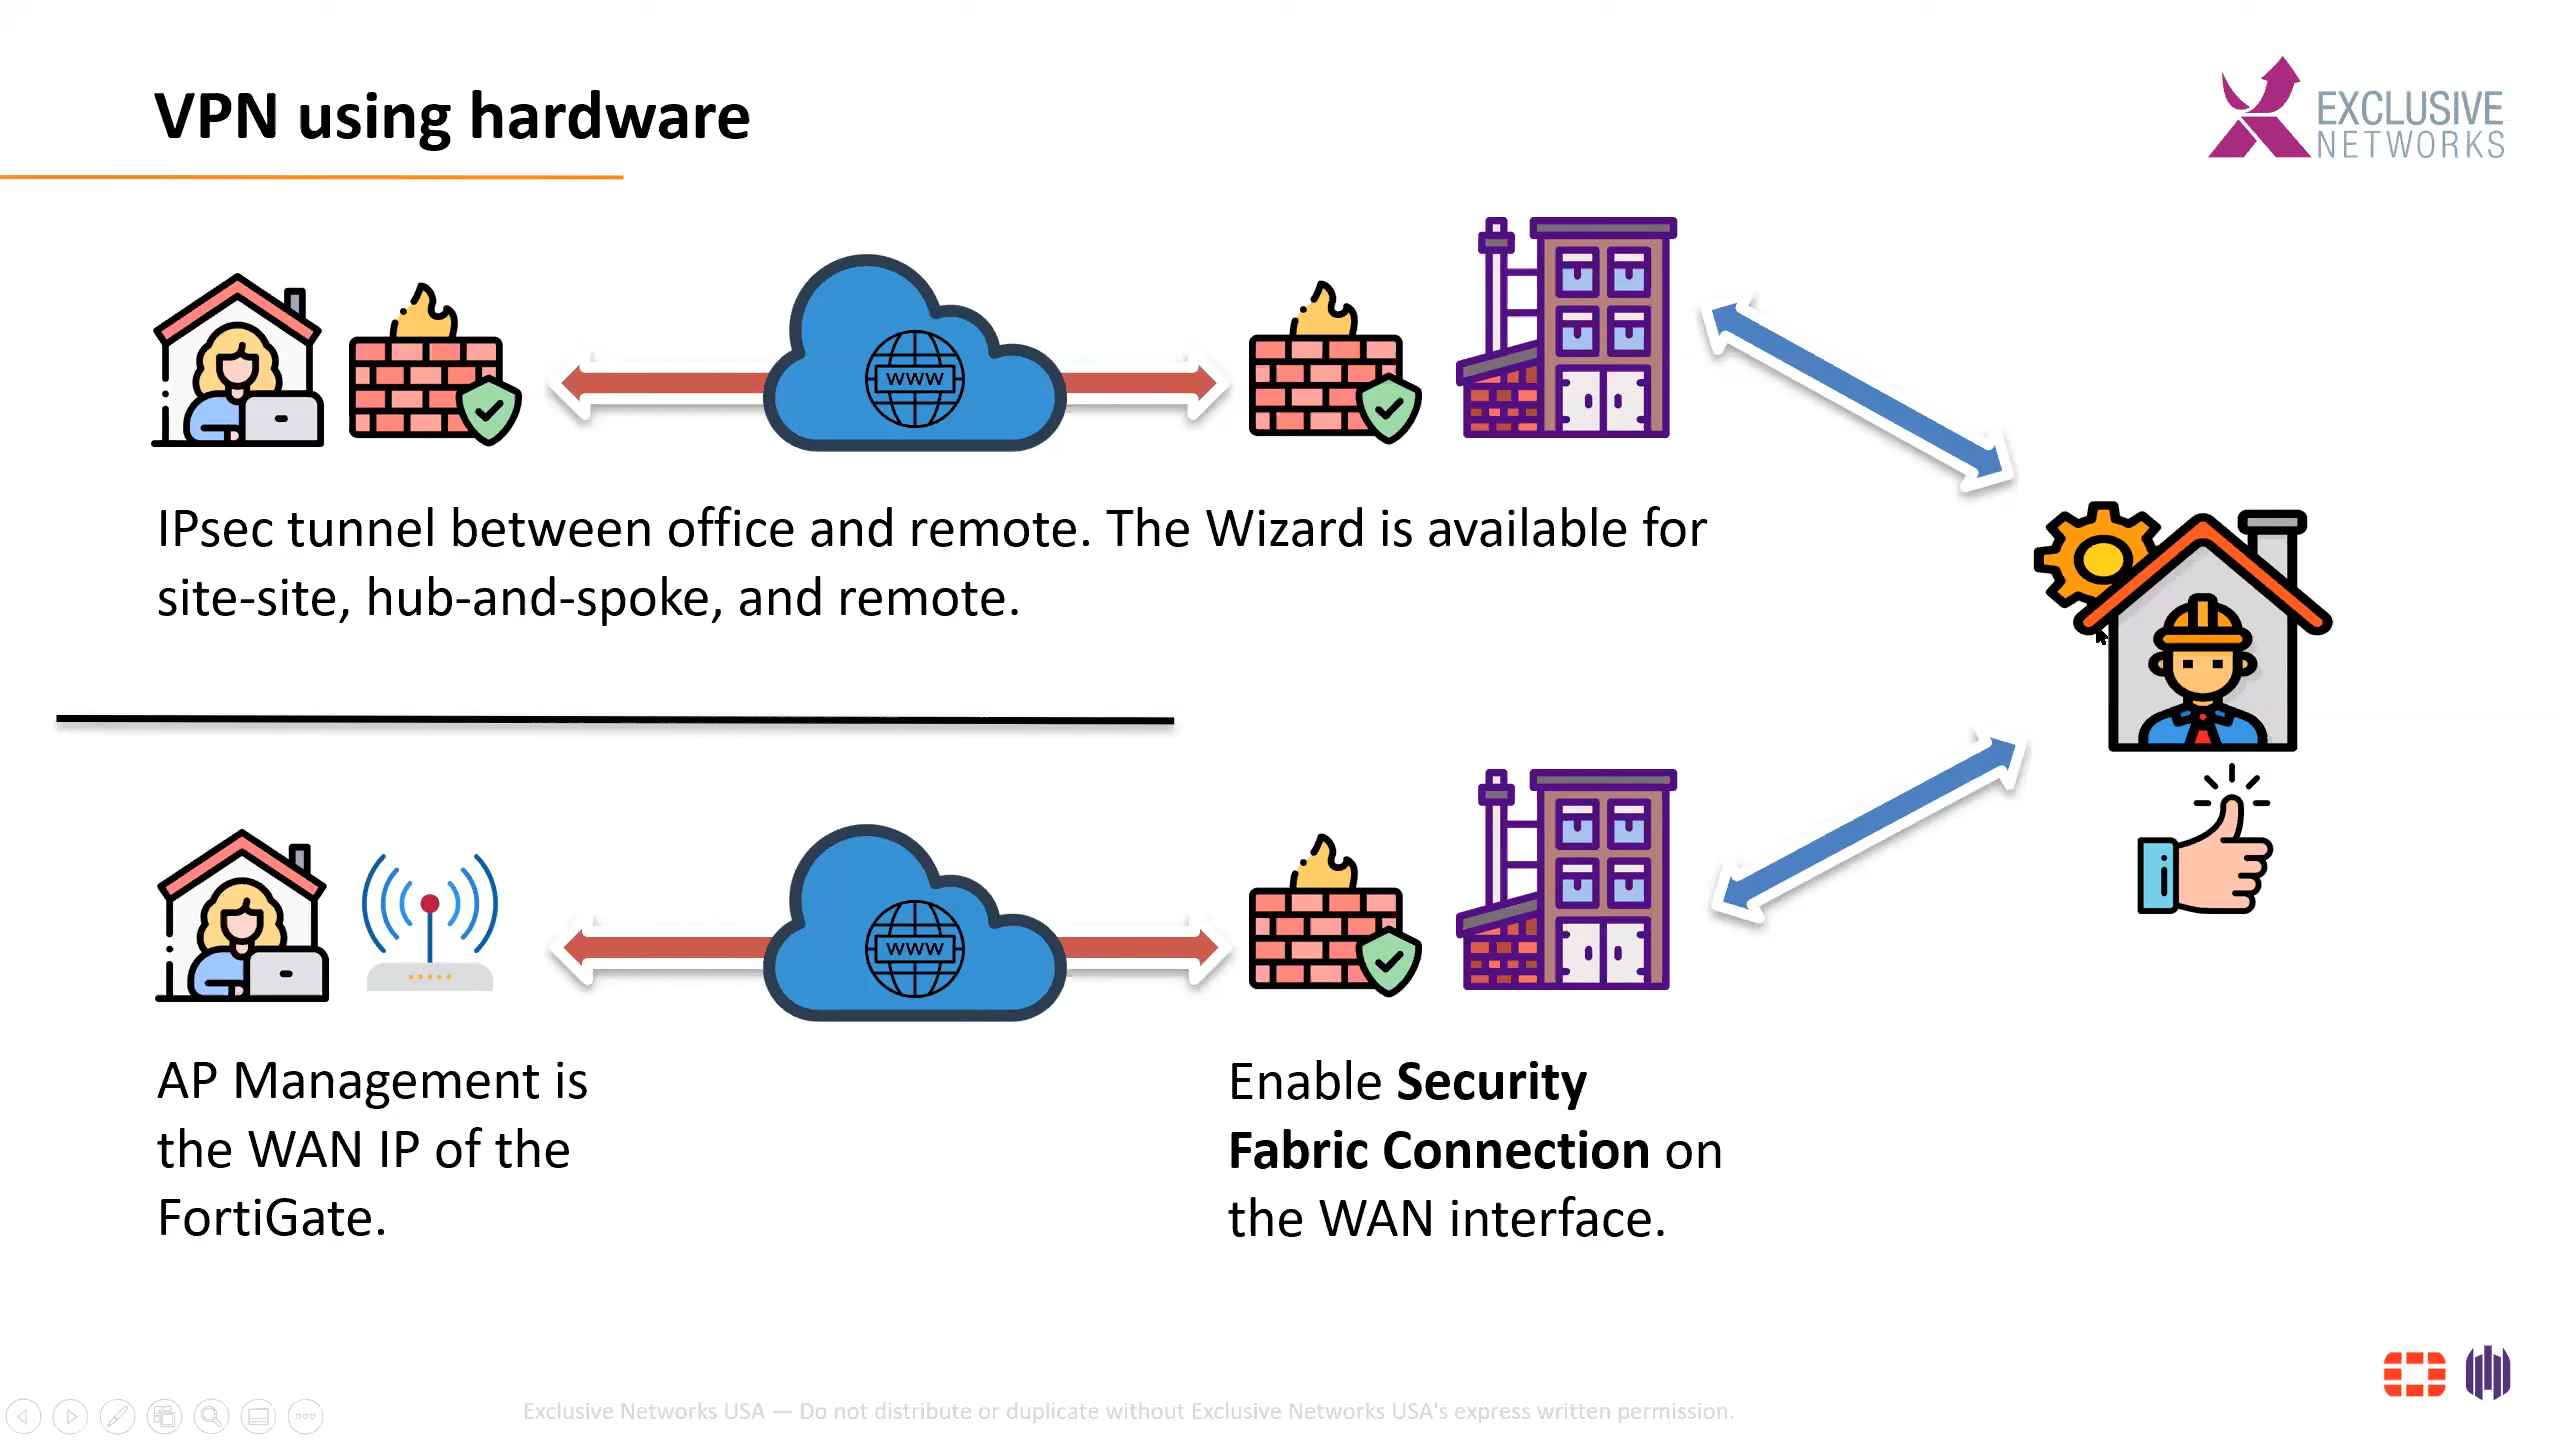 VPN using hardware
EXCLUSIVE
NETWORKS
www
IPsec tunnel between office and remote. The Wizard is available for
site-site, hub-and-spoke, and remote.
www
AP Management is
the WAN IP of the
FortiGate.
Enable Security
Fabric Connection on
the WAN interface.
Exclusive Networks USA — Do not distribute or duplicate without Exclusive Networks USA's express written permission.